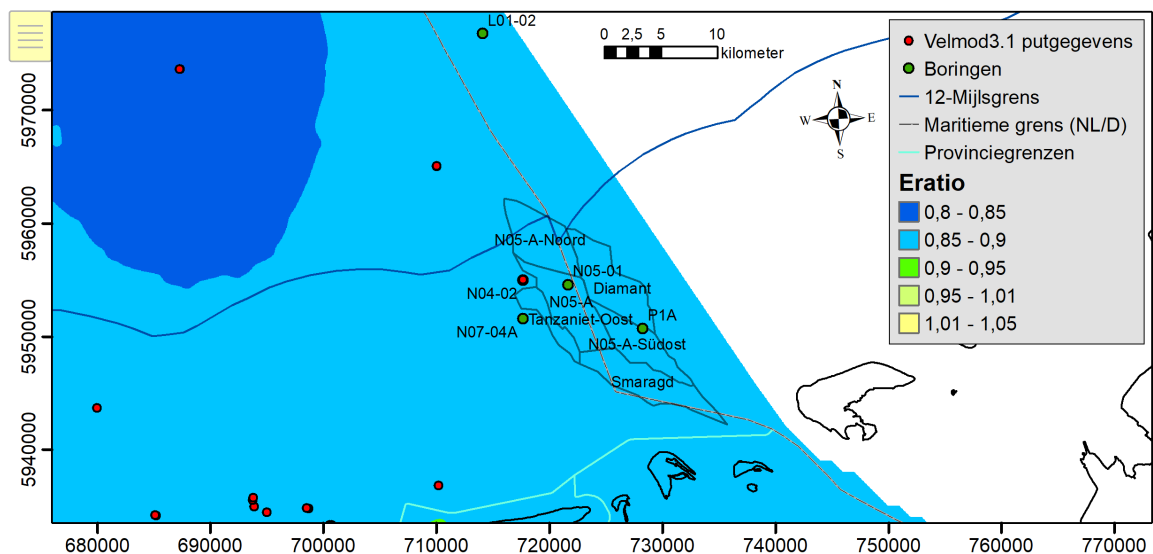 L01-02
0 2,5 5 10
kilometer
N
W E
S
Velmod3.1 putgegevens
Boringen
12-Mijlsgrens
Maritieme grens (NL/D)
Provinciegrenzen
Eratio
0,8 - 0,85
0,85 - 0,9
0,9 - 0,95
0,95 - 1,01
1,01 - 1,05
N05-A-Noord
N05-01
Diamant
N04-02
N05-A
P1A
Tanzaniet-Oost
N07-04A
N05-A-Südost
Smaragd
5970000
5960000
5950000
5940000
680000 690000 700000 710000 720000 730000 740000 750000 760000 770000